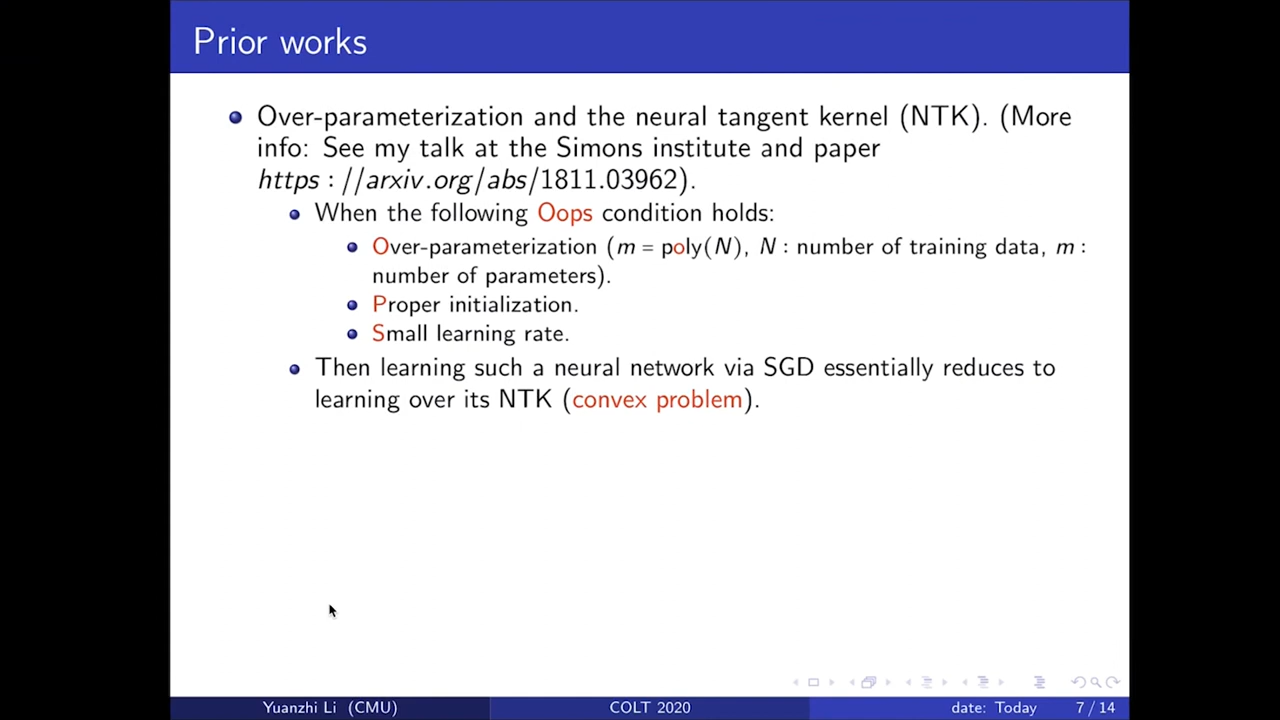 Prior works
Over-parameterization and the neural tangent kernel (NTK). (More
info: See my talk at the Simons institute and paper
https://arxiv.org/abs/1811.03962).
When the following Oops condition holds:
Over-parameterization (m = poly(N), N : number of training data, m :
number of parameters).
Proper initialization.
Small learning rate.
Then learning such a neural network via SGD essentially reduces to
learning over its NTK (convex problem).
Yuanzhi Li (CMU) COLT 2020 date: Today 7 / 14